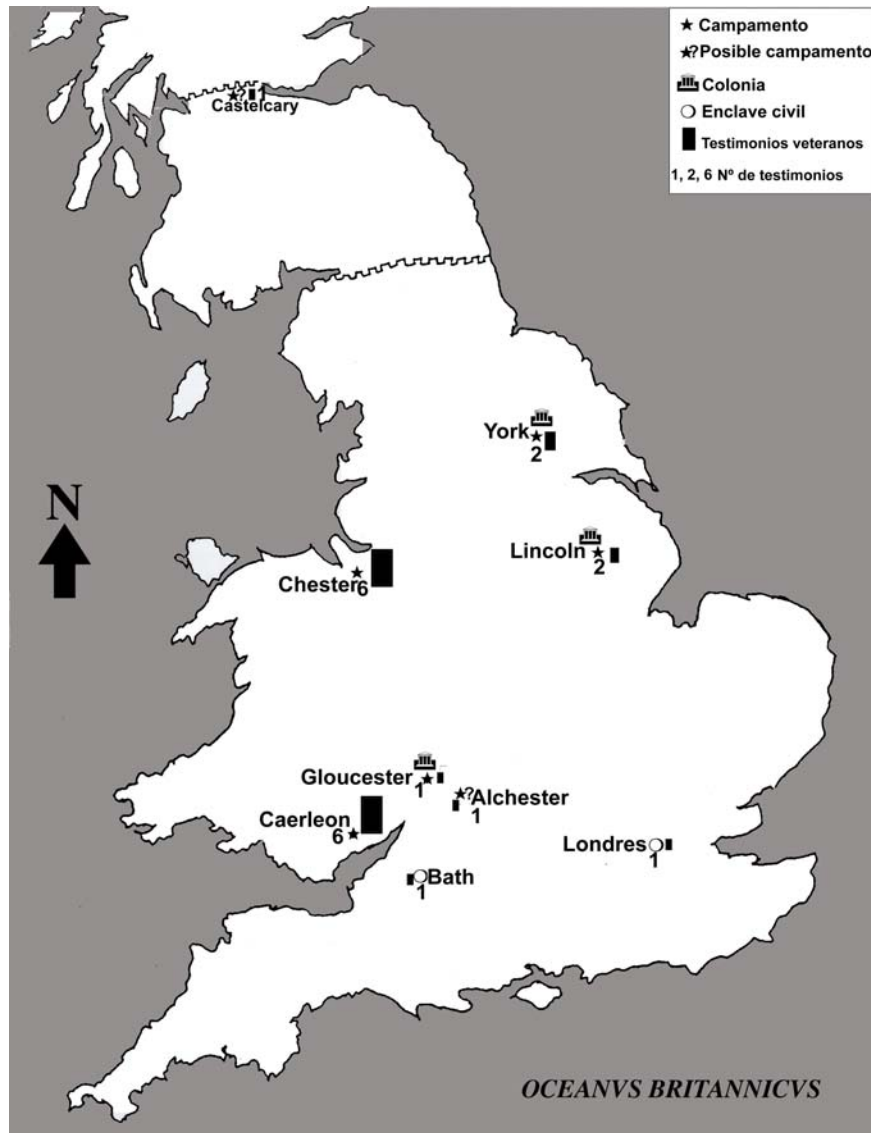 ★ Campamento
★? Posible campamento
Colonia
Enclave civil
Testimonios veteranos
1, 2, 6 Nº de testimonios
★? 1
Castelcary
York ★
2
Lincoln ★
2
N
Chester ★
6
Gloucester ★
1
★? Alchester
1
Caerleon
6 ★
Londres
1
Bath
1
OCEANVS BRITANNICVS